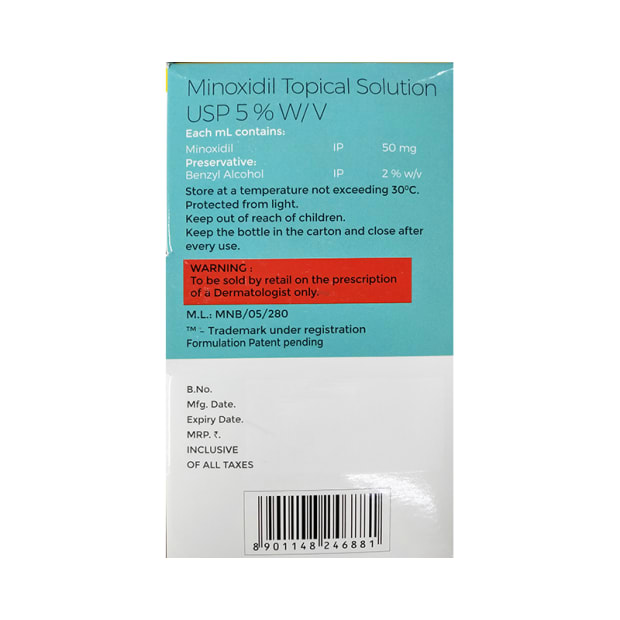 Minoxidil Topical Solution
USP 5 % W/V
Each mL contains:
Minoxidil IP 50 mg
Preservative:
Benzyl Alcohol IP 2 % w/v
Store at a temperature not exceeding 30°C.
Protected from light.
Keep out of reach of children.
Keep the bottle in the carton and close after
every use.
WARNING :
To be sold by retail on the prescription
of a Dermatologist only.
M.L.: MNB/05/280
™ - Trademark under registration
Formulation Patent pending
B.No.
Mfg. Date.
Expiry Date.
MRP. ₹.
INCLUSIVE
OF ALL TAXES
8 901148 246881